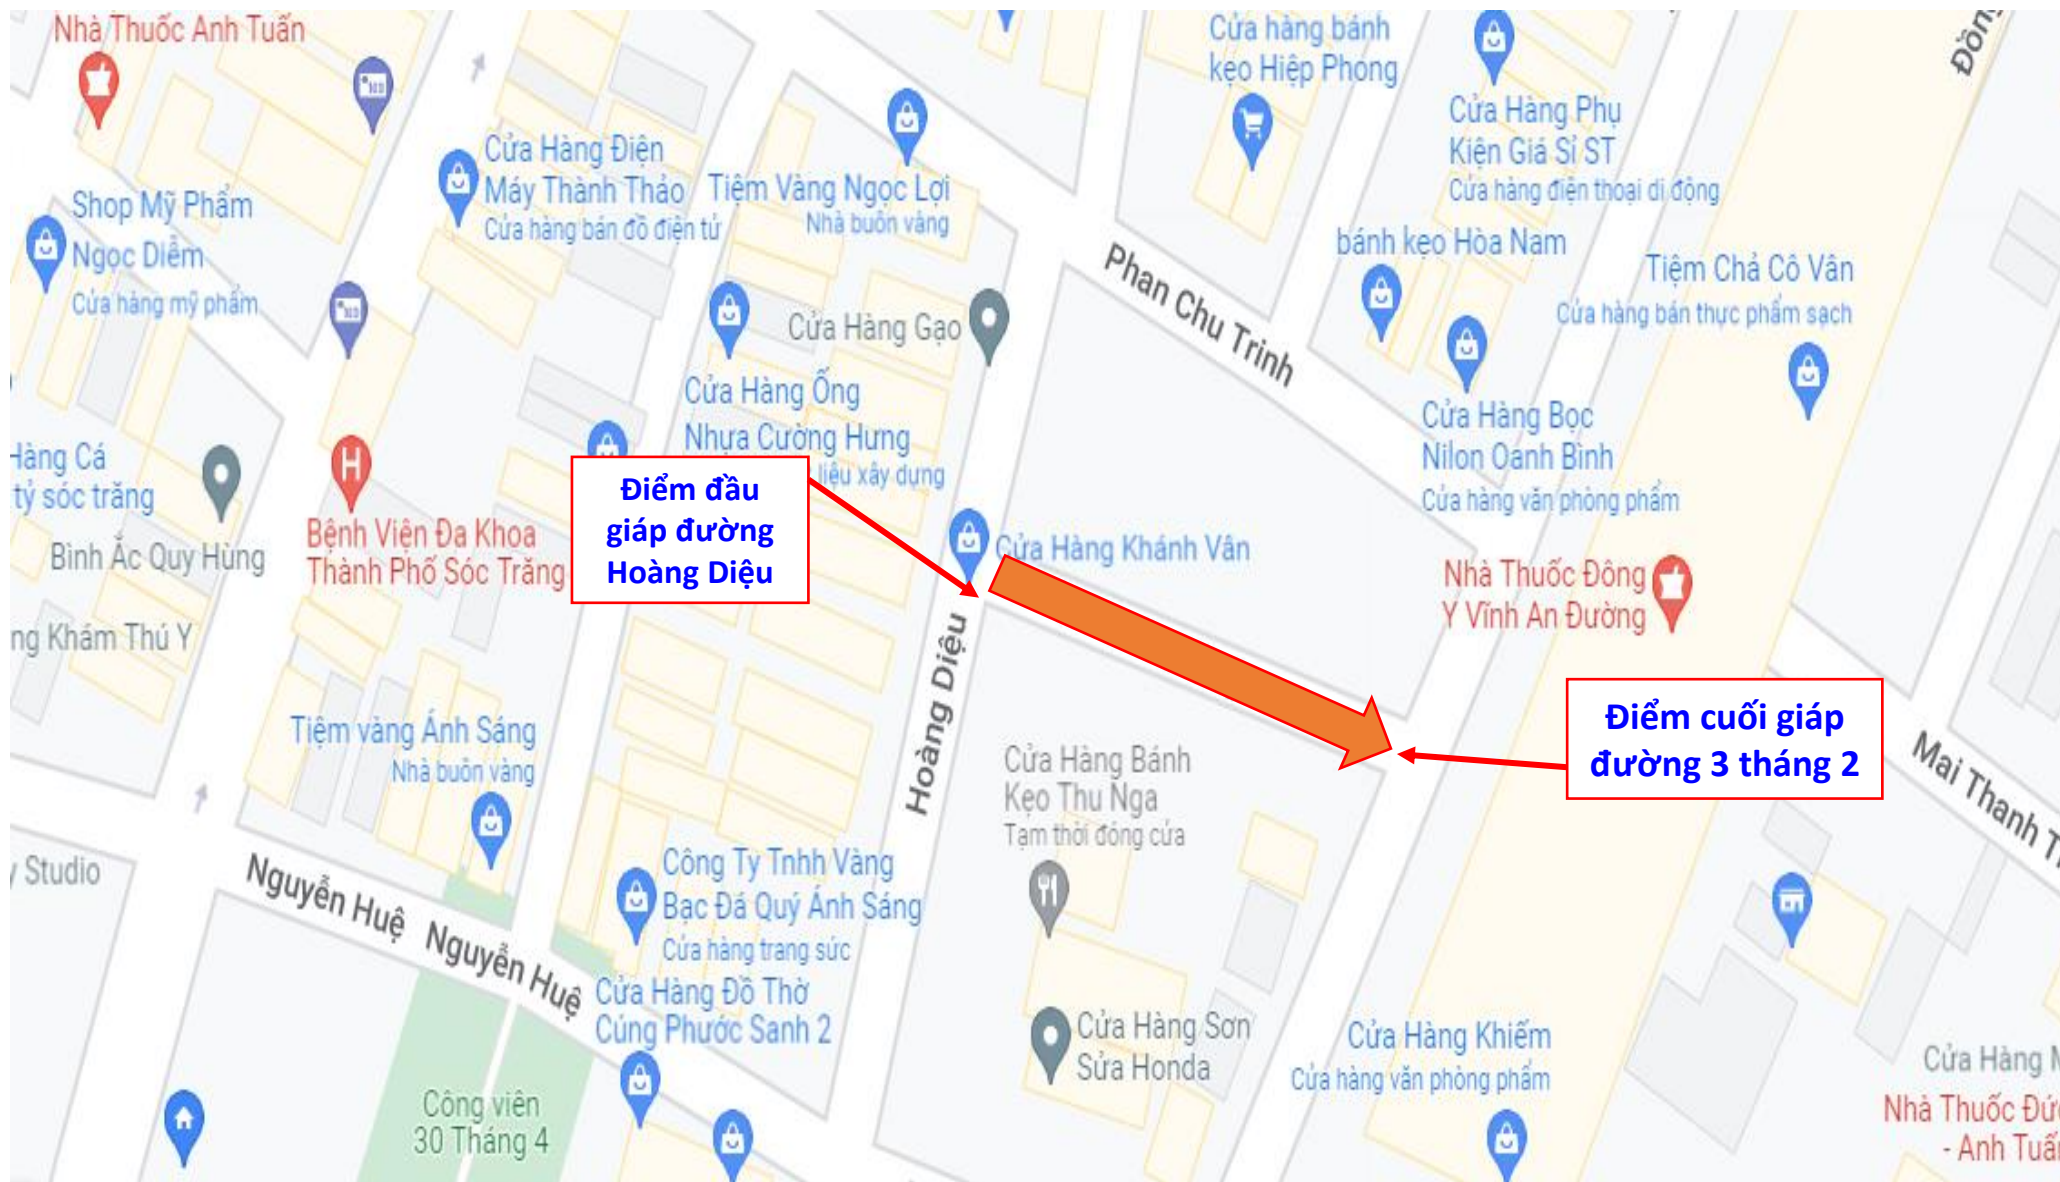 Nhà Thuốc Anh Tuấn
Cửa hàng bánh
kẹo Hiệp Phong
Đồn
Cửa Hàng Phụ
Kiện Giá Sỉ ST
Cửa hàng điện thoại di động
Cửa Hàng Điện
Máy Thành Thảo
Cửa hàng bán đồ điện tử
Tiệm Vàng Ngọc Lợi
Nhà buôn vàng
Shop Mỹ Phẩm
Ngọc Diễm
Cửa hàng mỹ phẩm
Phan Chu Trinh
bánh kẹo Hòa Nam
Tiệm Chả Cô Vân
Cửa hàng bán thực phẩm sạch
Cửa Hàng Gạo
Cửa Hàng Ống
Nhựa Cường Hưng
liệu xây dựng
Cửa Hàng Bọc
Nilon Oanh Bình
Cửa hàng văn phòng phẩm
Hàng Cá
tỷ sóc trăng
Bình Ắc Quy Hùng
Bệnh Viện Đa Khoa
Thành Phố Sóc Trăng
Điểm đầu
giáp đường
Hoàng Diệu
Cửa Hàng Khánh Vân
Nhà Thuốc Đông
Y Vĩnh An Đường
ng Khám Thú Y
Hoàng Diệu
Điểm cuối giáp
đường 3 tháng 2
Tiệm vàng Ánh Sáng
Nhà buôn vàng
Cửa Hàng Bánh
Kẹo Thu Nga
Tạm thời đóng cửa
Mai Thanh T
y Studio
Nguyễn Huệ
Nguyễn Huệ
Công Ty Tnhh Vàng
Bạc Đá Quý Ánh Sáng
Cửa hàng trang sức
Cửa Hàng Đồ Thờ
Cúng Phước Sanh 2
Cửa Hàng Sơn
Sửa Honda
Cửa Hàng Khiếm
Cửa hàng văn phòng phẩm
Cửa Hàng M
Nhà Thuốc Đức
- Anh Tuấn
Công viên
30 Tháng 4